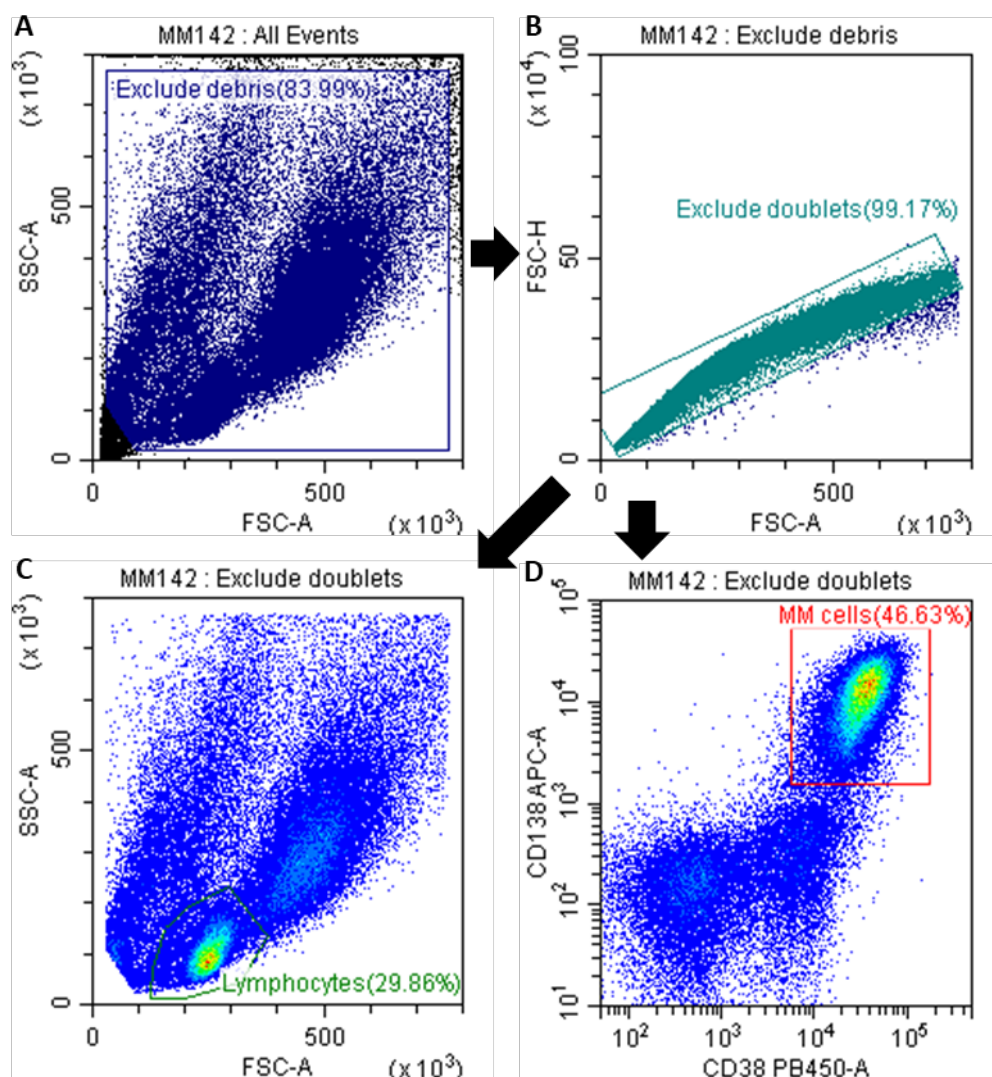 A
MM142 : All Events
Exclude debris(83.99%)
(x 10³)
SSC-A
500
0
0
500
FSC-A
(x 10³)
B
MM142 : Exclude debris
Exclude doublets(99.17%)
(x 10⁴)
FSC-H
100
50
0
0
500
FSC-A
(x 10³)
C
MM142 : Exclude doublets
(x 10³)
SSC-A
500
0
Lymphocytes(29.86%)
0
500
FSC-A
(x 10³)
D
MM142 : Exclude doublets
MM cells(46.63%)
CD138APC-A
10⁵
10⁴
10³
10²
10¹
10²
10³
10⁴
10⁵
CD38 PB450-A